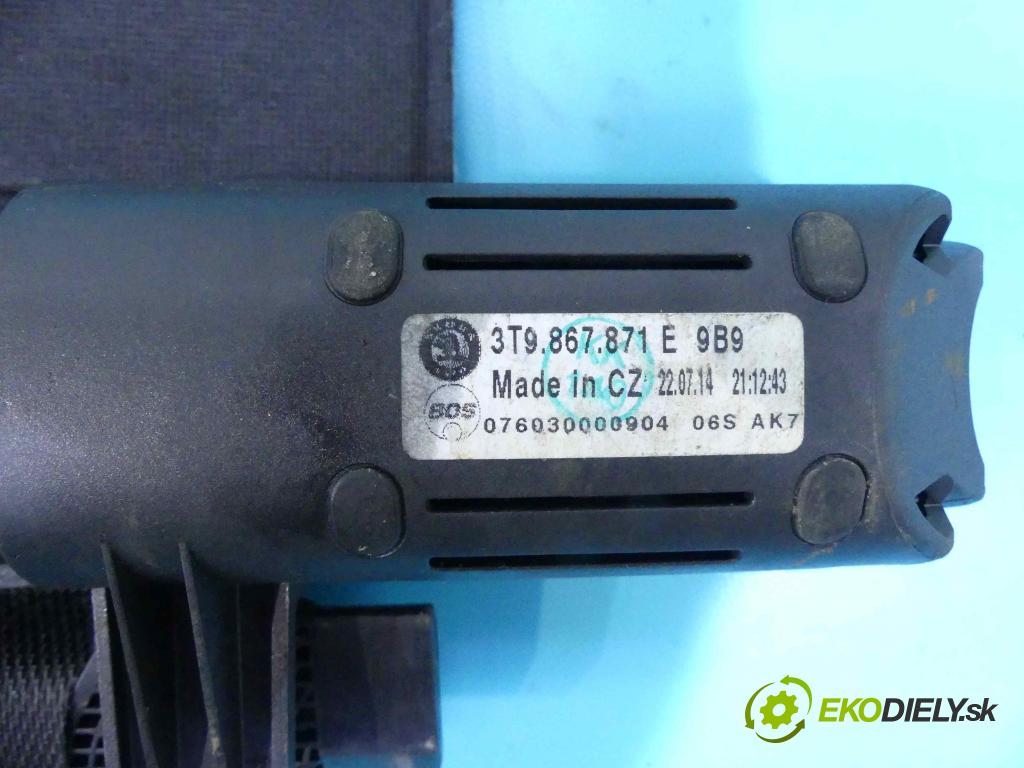 3T9.867.871 E 9B9
Made in CZ 22.07.14 21:12:43
BOS
076030000904 06S AK7
EKODIELY.sk